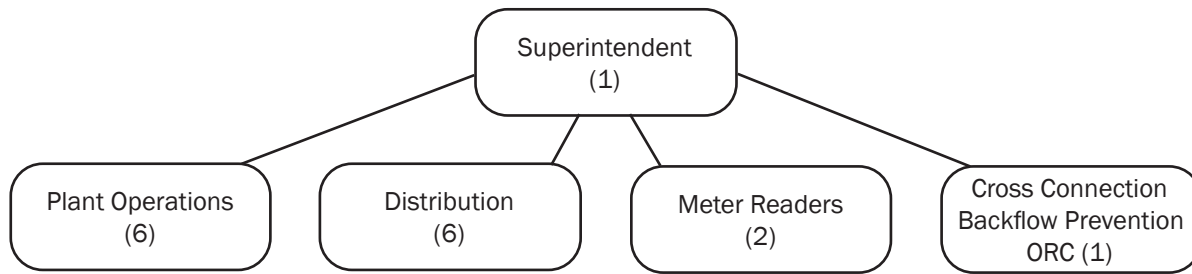 Superintendent
(1)
Plant Operations
(6)
Distribution
(6)
Meter Readers
(2)
Cross Connection
Backflow Prevention
ORC (1)